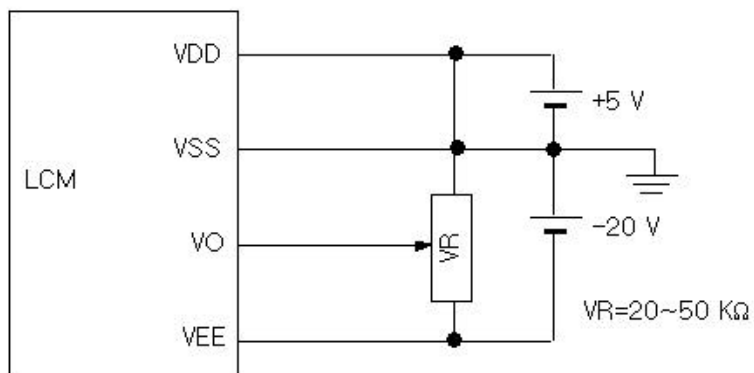 VDD
+5 V
VSS
LCM
VO
VR
-20 V
VR=20~50 KΩ
VEE